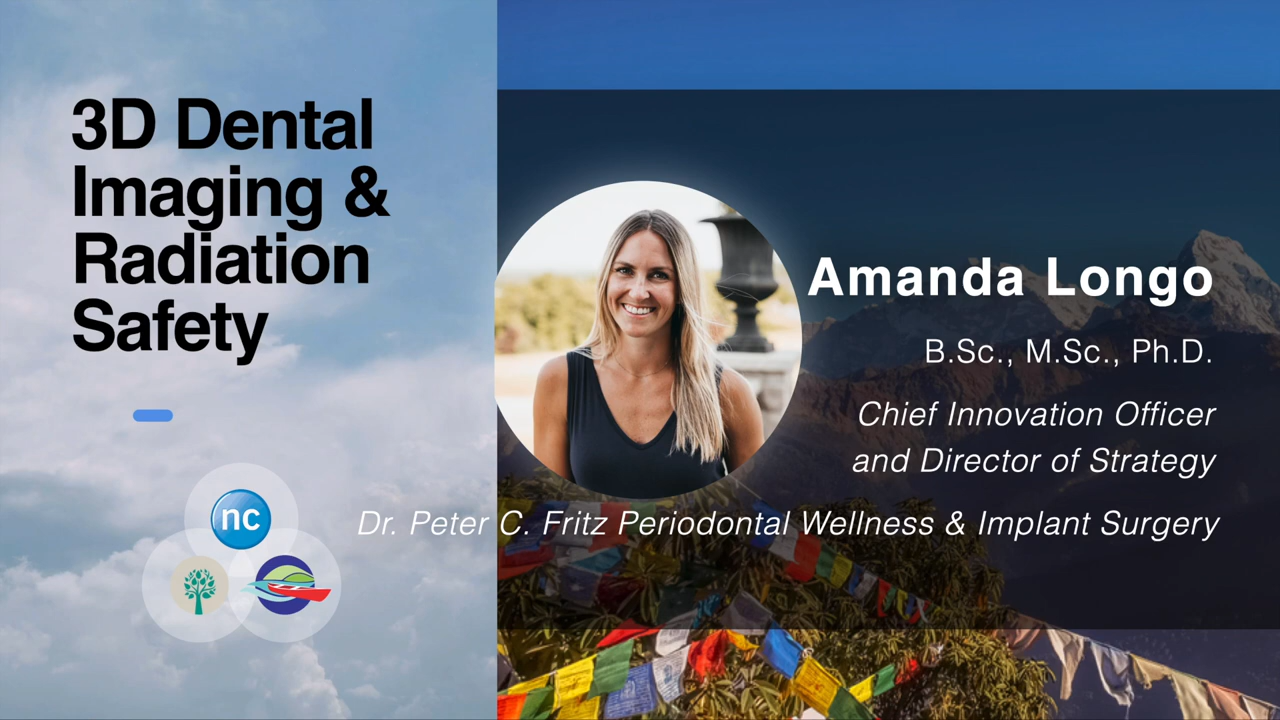 3D Dental
Imaging &
Radiation
Safety
nc
Amanda Longo
B.Sc., M.Sc., Ph.D.
Chief Innovation Officer
and Director of Strategy
Dr. Peter C. Fritz Periodontal Wellness & Implant Surgery